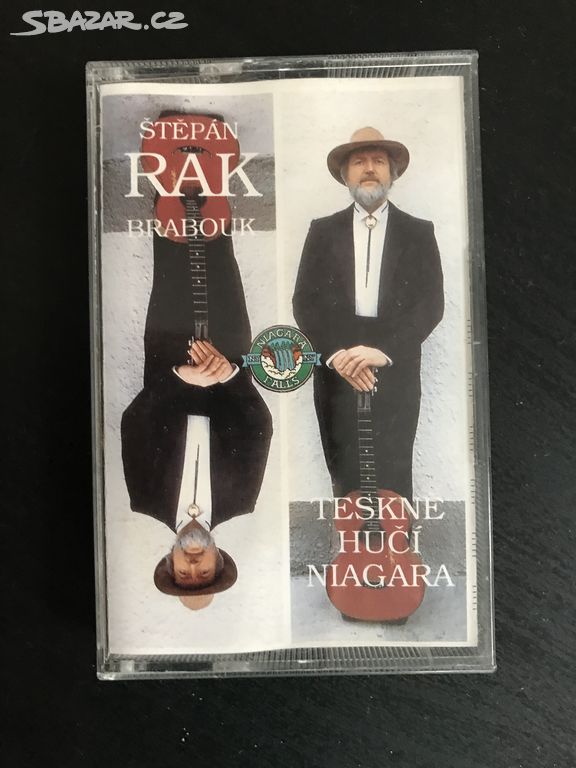 SBAZAR.CZ
ŠTĚPÁN
RAK
BRABOUK
NIAGARA
FALLS
TESKNE
HUČÍ
NIAGARA